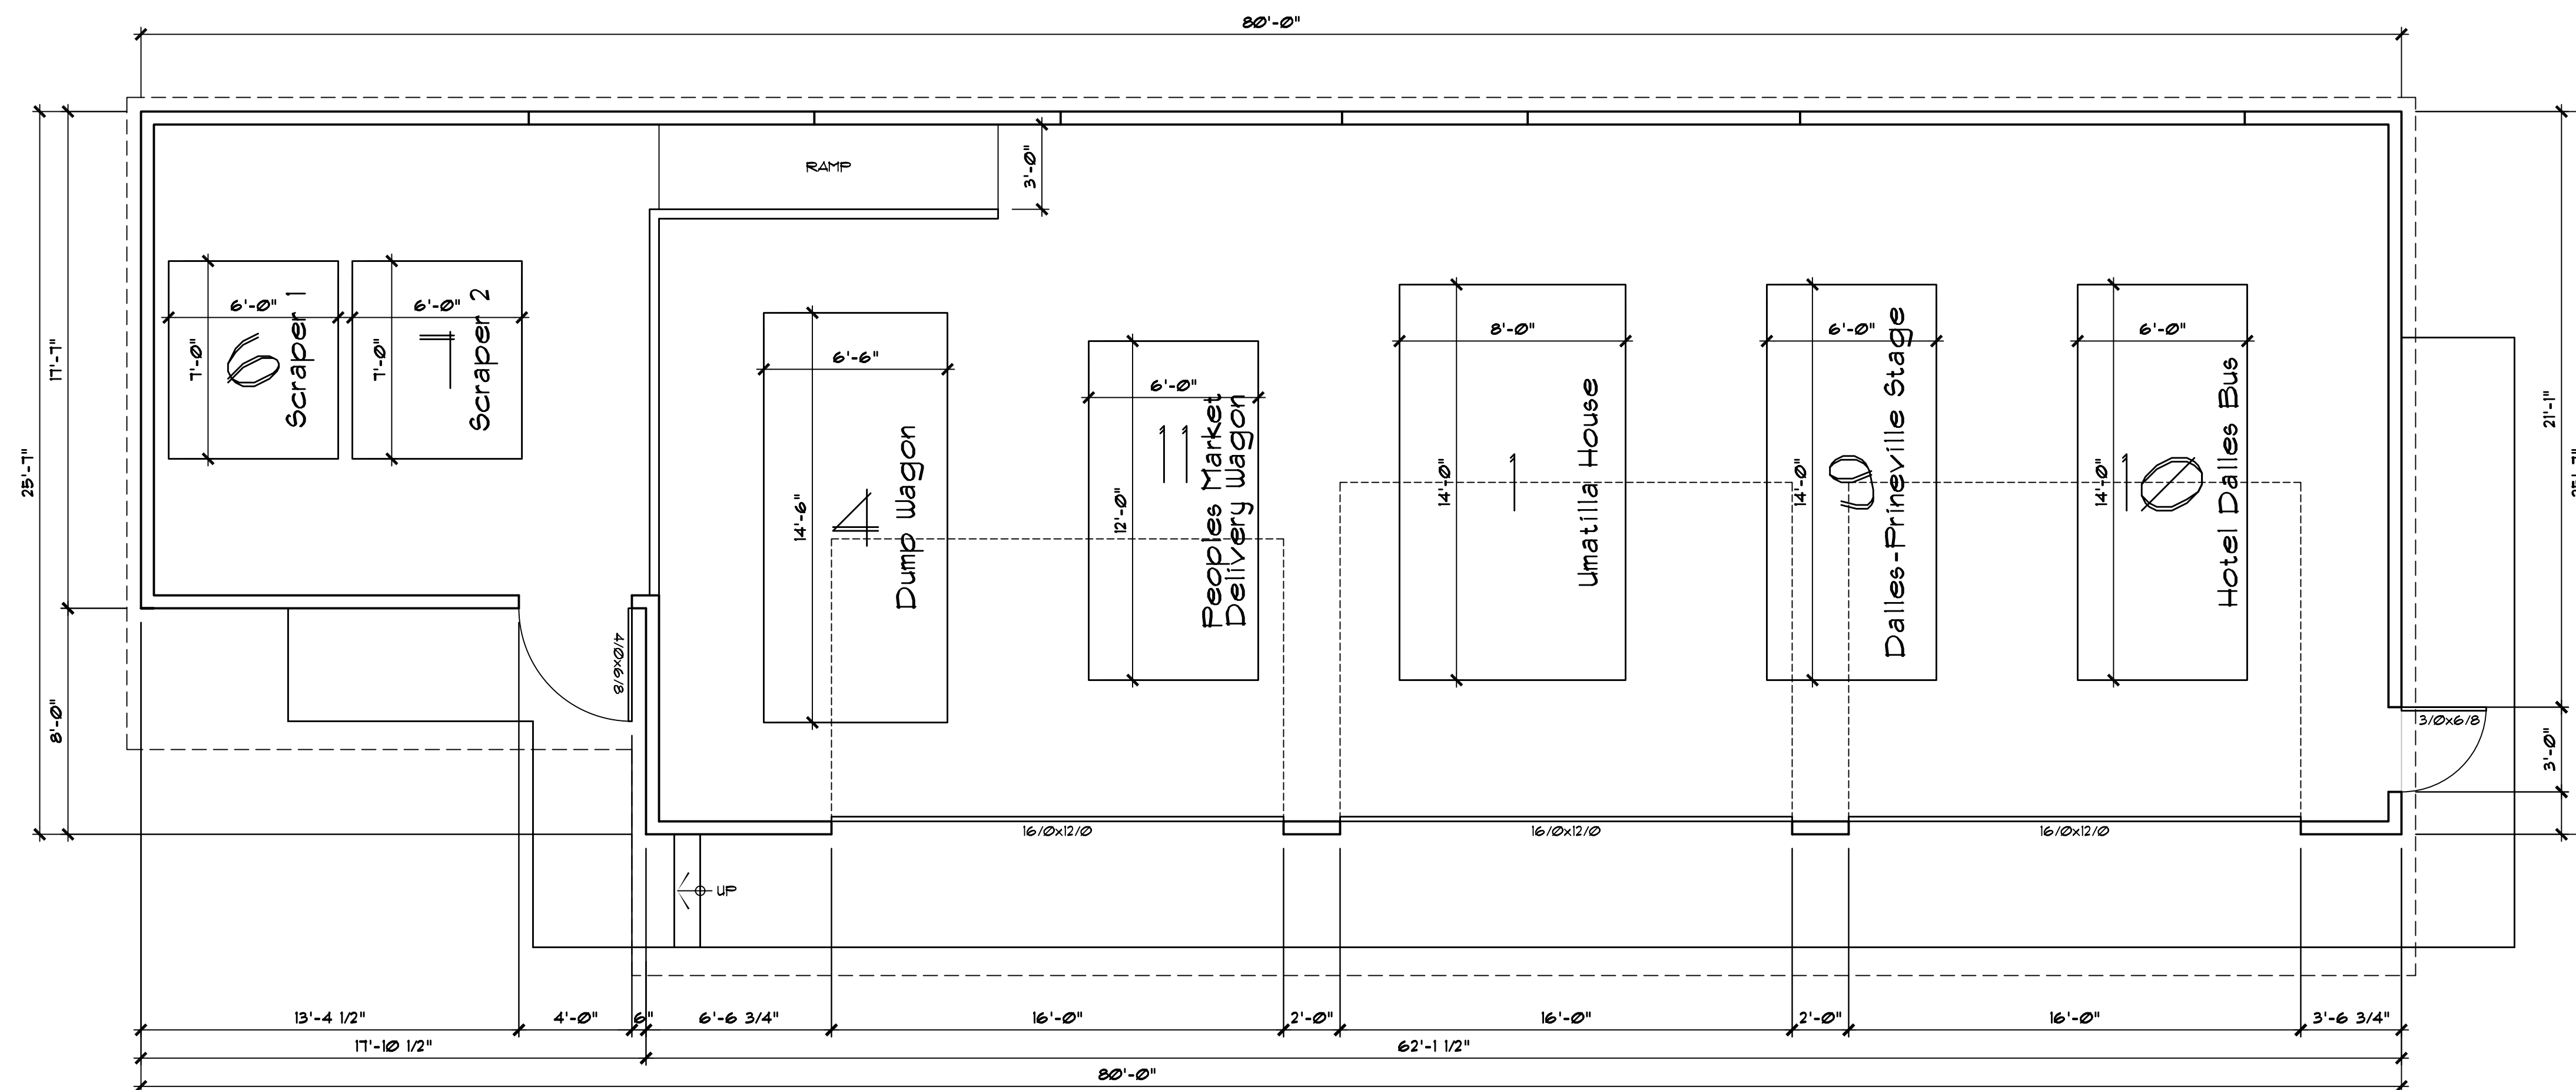 80'-0"
RAMP
3'-0"
17'-7"
25'-7"
8'-0"
6'-0"
7'-0"
6
Scraper 1
6'-0"
7'-0"
7
Scraper 2
6'-6"
14'-6"
4
Dump Wagon
6'-0"
12'-0"
11
Peoples Market
Delivery Wagon
8'-0"
14'-0"
1
Umatilla House
6'-0"
14'-0"
9
Dalles-Prineville Stage
6'-0"
14'-0"
10
Hotel Dalles Bus
21'-1"
3'-0"
4/0x6/8
3/0x6/8
16/0x12/0
16/0x12/0
16/0x12/0
UP
13'-4 1/2"
4'-0"
6"
6'-6 3/4"
16'-0"
2'-0"
16'-0"
2'-0"
16'-0"
3'-6 3/4"
17'-10 1/2"
62'-1 1/2"
80'-0"